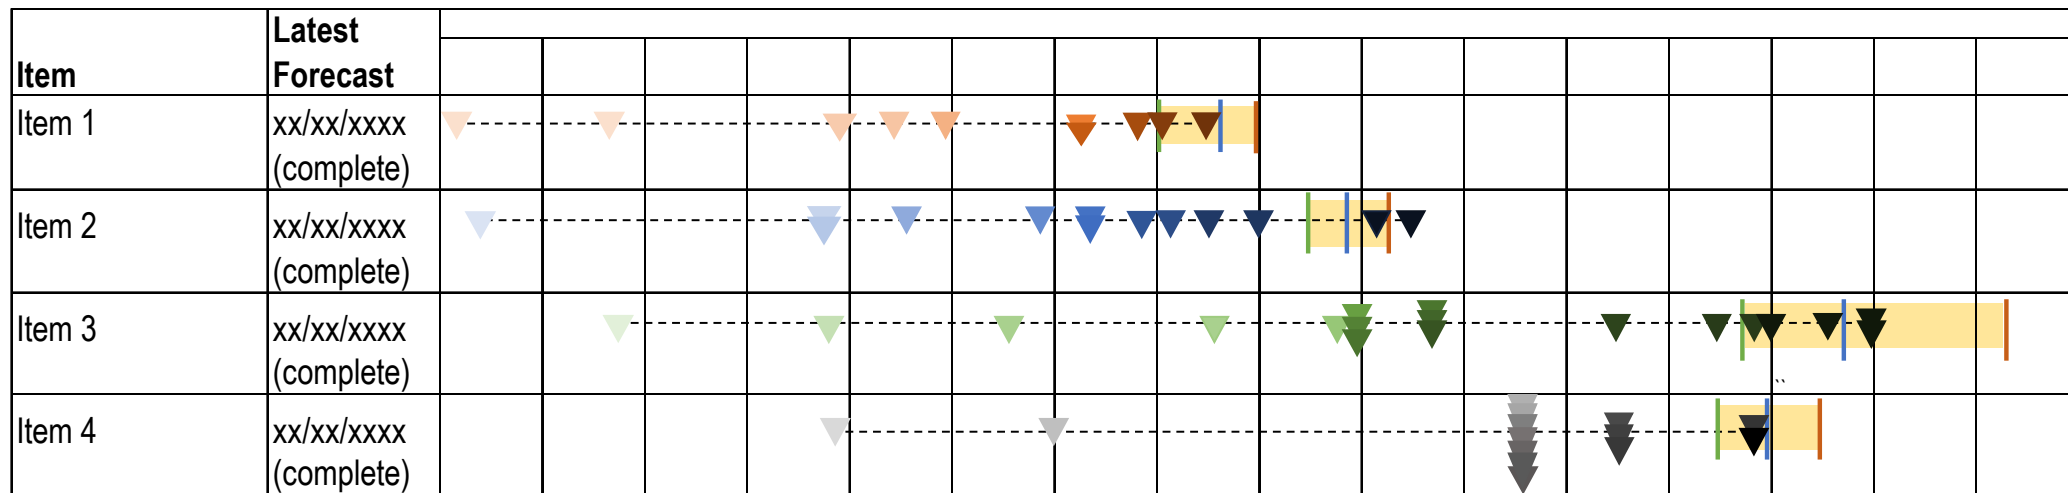 Item
Latest
Forecast
Item 1
xx/xx/xxxx
(complete)
Item 2
xx/xx/xxxx
(complete)
Item 3
xx/xx/xxxx
(complete)
``
Item 4
xx/xx/xxxx
(complete)